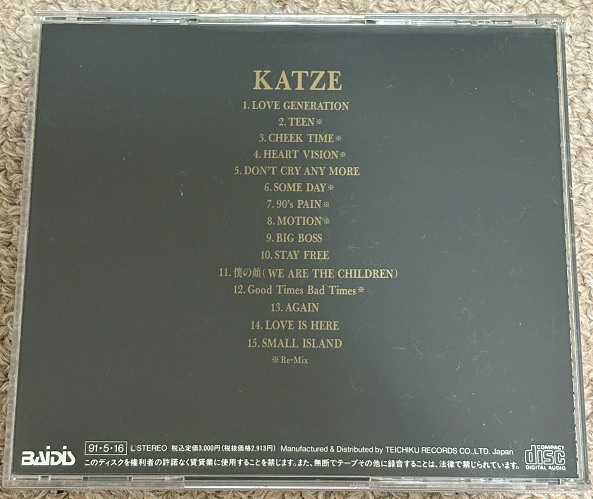 KATZE
1. LOVE GENERATION
2. TEEN※
3. CHEEK TIME※
4. HEART VISION※
5. DON'T CRY ANY MORE
6. SOME DAY※
7. 90's PAIN※
8. MOTION※
9. BIG BOSS
10. STAY FREE
11. 僕の顔(WE ARE THE CHILDREN)
12. Good Times Bad Times※
13. AGAIN
14. LOVE IS HERE
15. SMALL ISLAND
※Re-Mix
BAiDiS 91・5・16 L STEREO 税込定価3,000円(税抜価格2,913円) Manufactured & Distributed by TEICHIKU RECORDS CO.,LTD. Japan COMPACT disc DIGITAL AUDIO
このディスクを権利者の許諾なく賃貸業に使用することを禁じます。また、無断でテープその他に録音することは、法律で禁じられています。